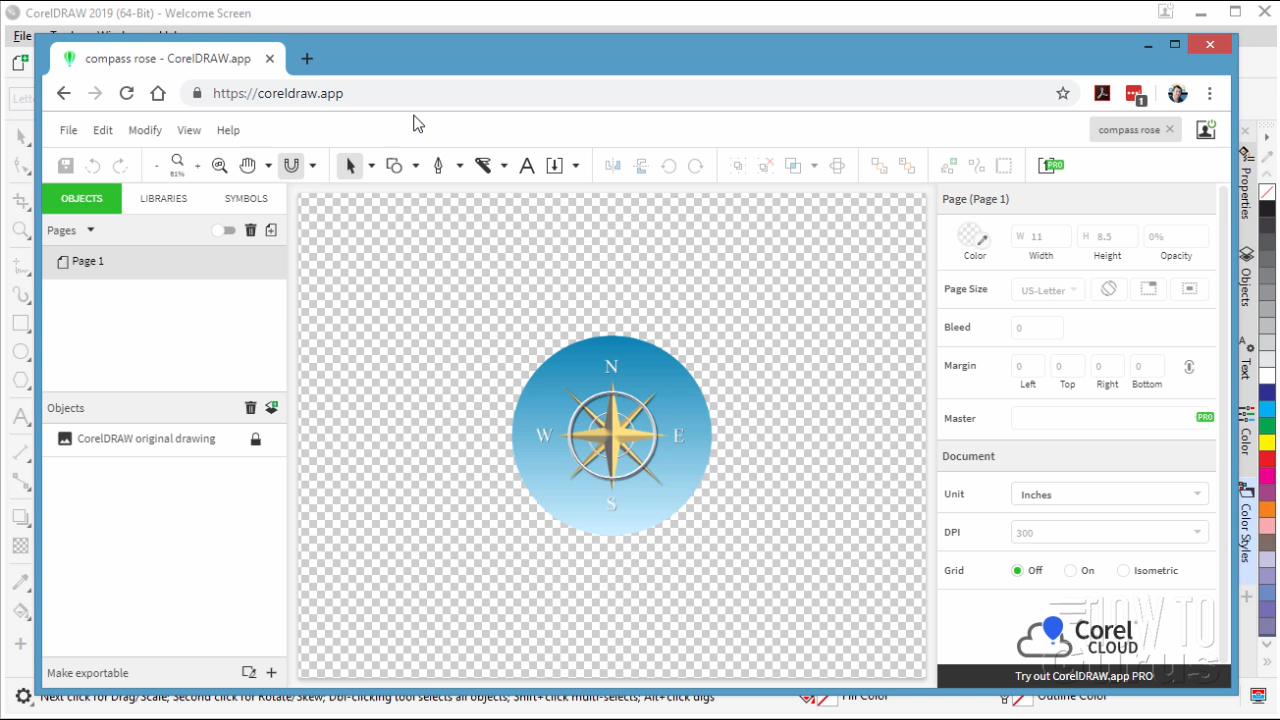 CorelDRAW 2019 (64-Bit) - Welcome Screen
File
compass rose - CorelDRAW.app
https://coreldraw.app
1
File Edit Modify View Help
compass rose
81%
PRO
OBJECTS LIBRARIES SYMBOLS
Pages
Page 1
Objects
CorelDRAW original drawing
Make exportable
N
W E
S
Page (Page 1)
W 11 H 8.5 0%
Color Width Height Opacity
Page Size US-Letter
Bleed 0
Margin 0 0 0 0
Left Top Right Bottom
Master PRO
Document
Unit Inches
DPI 300
Grid Off On Isometric
HOW TO
Gurus
Corel
CLOUD
Try out CorelDRAW.app PRO
Properties
Objects
Text
Color
Color Styles
Next click for Drag/Scale; Second click for Rotate/Skew; Dbl-clicking tool selects all objects; Shift+click multi-selects; Alt+click digs
Fill Color
Outline Color